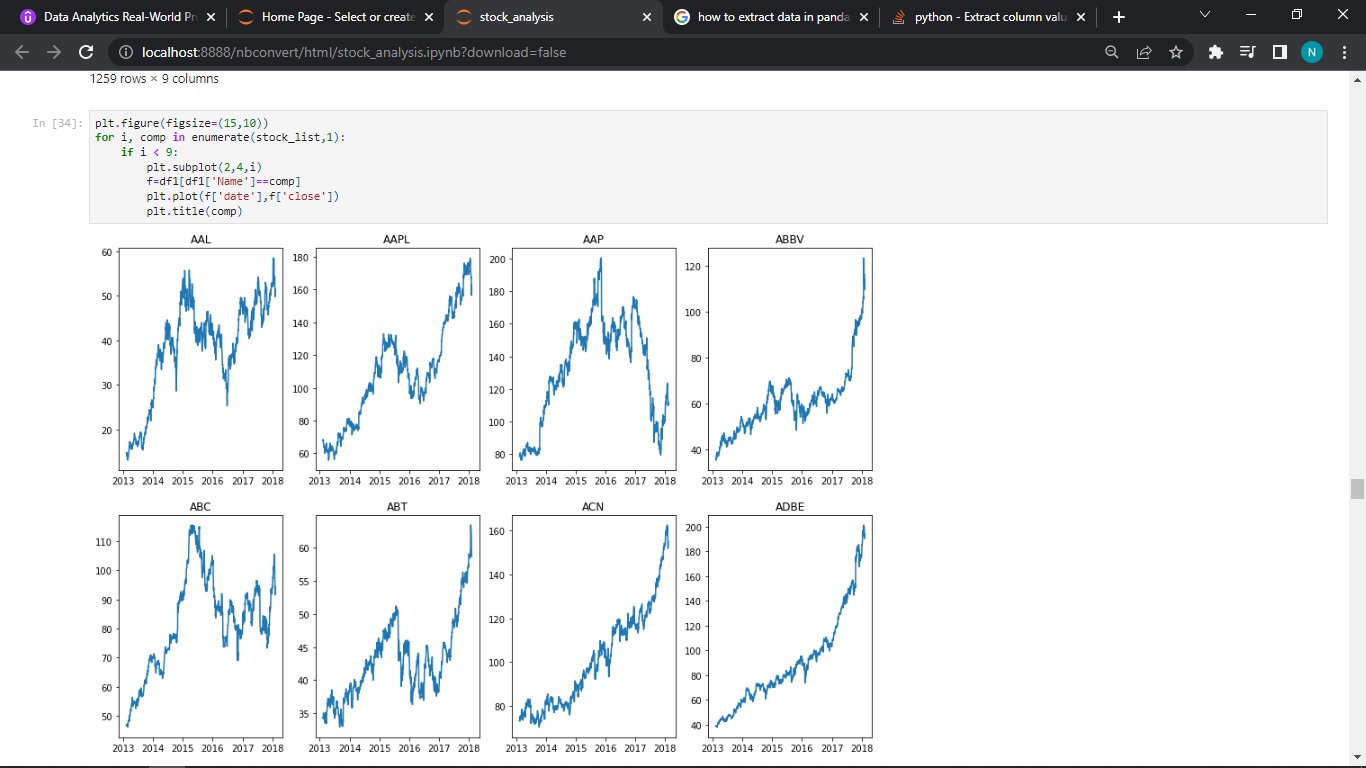 Data Analytics Real-World Pr
Home Page - Select or create
stock_analysis
how to extract data in panda
python - Extract column valu
localhost:8888/nbconvert/html/stock_analysis.ipynb?download=false
N
1259 rows × 9 columns
In [34]:
plt.figure(figsize=(15,10))
for i, comp in enumerate(stock_list,1):
if i < 9:
plt.subplot(2,4,i)
f=df1[df1['Name']==comp]
plt.plot(f['date'],f['close'])
plt.title(comp)
AAL
60
50
40
30
20
2013 2014 2015 2016 2017 2018
AAPL
180
160
140
120
100
80
60
2013 2014 2015 2016 2017 2018
AAP
200
180
160
140
120
100
80
2013 2014 2015 2016 2017 2018
ABBV
120
100
80
60
40
2013 2014 2015 2016 2017 2018
ABC
110
100
90
80
70
60
50
2013 2014 2015 2016 2017 2018
ABT
60
55
50
45
40
35
2013 2014 2015 2016 2017 2018
ACN
160
140
120
100
80
2013 2014 2015 2016 2017 2018
ADBE
200
180
160
140
120
100
80
60
40
2013 2014 2015 2016 2017 2018